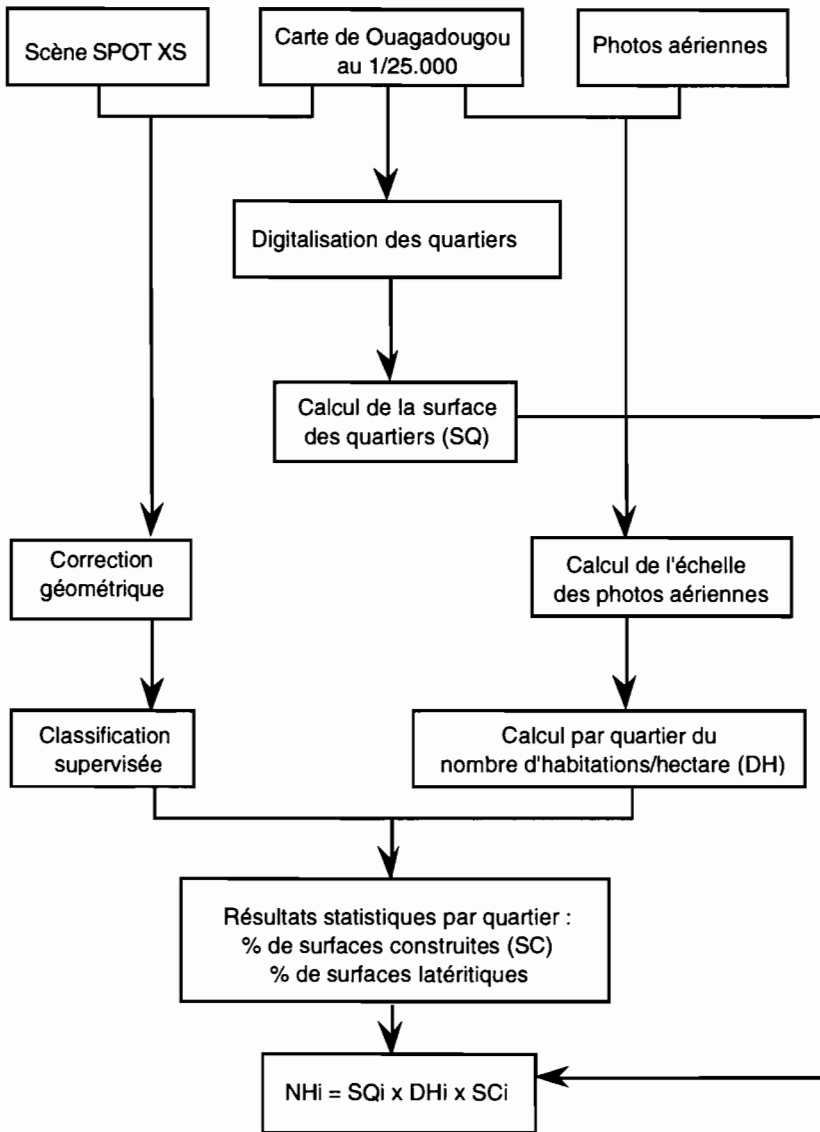 Scène SPOT XS
Carte de Ouagadougou
au 1/25.000
Photos aériennes
Digitalisation des quartiers
Calcul de la surface
des quartiers (SQ)
Correction
géométrique
Calcul de l'échelle
des photos aériennes
Classification
supervisée
Calcul par quartier du
nombre d'habitations/hectare (DH)
Résultats statistiques par quartier :
% de surfaces construites (SC)
% de surfaces latéritiques
NHi = SQi x DHi x SCi